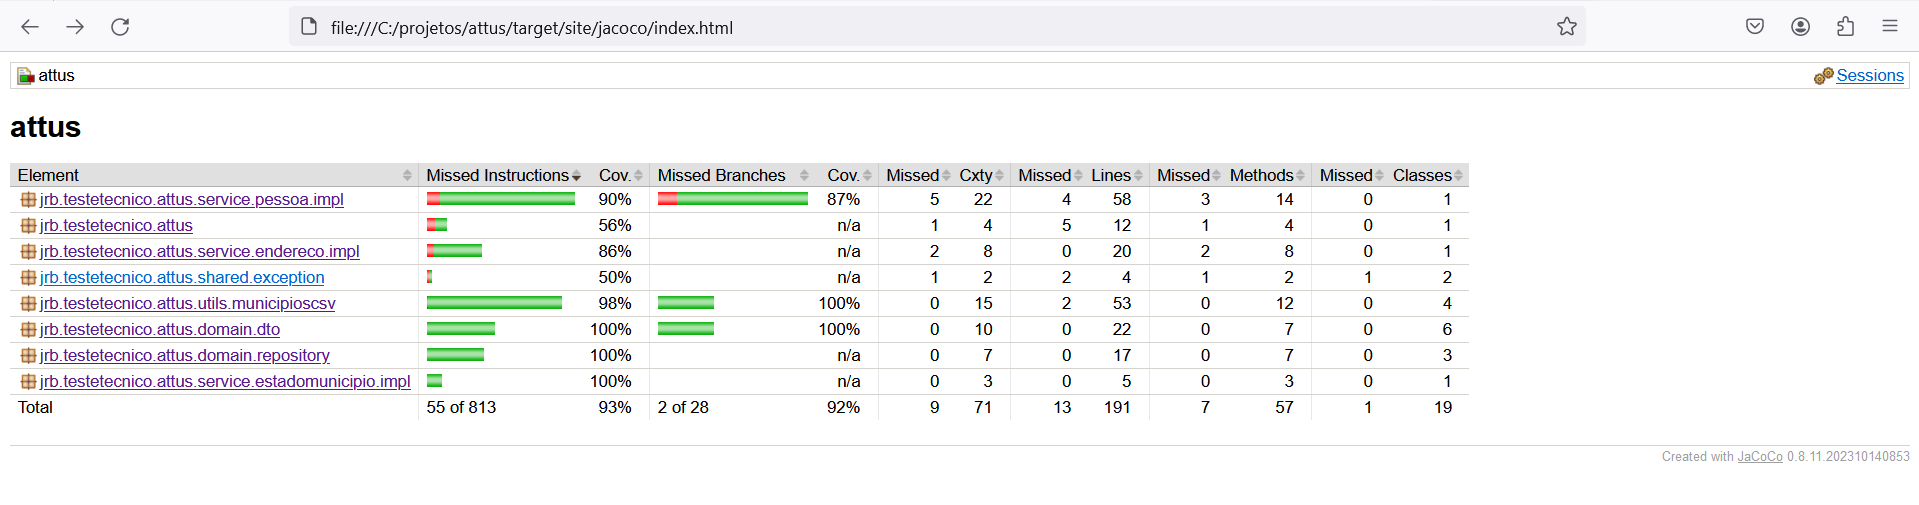 file:///C:/projetos/attus/target/site/jacoco/index.html
attus Sessions
attus
Element Missed Instructions Cov. Missed Branches Cov. Missed Cxty Missed Lines Missed Methods Missed Classes
jrb.testetecnico.attus.service.pessoa.impl 90% 87% 5 22 4 58 3 14 0 1
jrb.testetecnico.attus 56% n/a 1 4 5 12 1 4 0 1
jrb.testetecnico.attus.service.endereco.impl 86% n/a 2 8 0 20 2 8 0 1
jrb.testetecnico.attus.shared.exception 50% n/a 1 2 2 4 1 2 1 2
jrb.testetecnico.attus.utils.municipioscsv 98% 100% 0 15 2 53 0 12 0 4
jrb.testetecnico.attus.domain.dto 100% 100% 0 10 0 22 0 7 0 6
jrb.testetecnico.attus.domain.repository 100% n/a 0 7 0 17 0 7 0 3
jrb.testetecnico.attus.service.estadomunicipio.impl 100% n/a 0 3 0 5 0 3 0 1
Total 55 of 813 93% 2 of 28 92% 9 71 13 191 7 57 1 19
Created with JaCoCo 0.8.11.202310140853